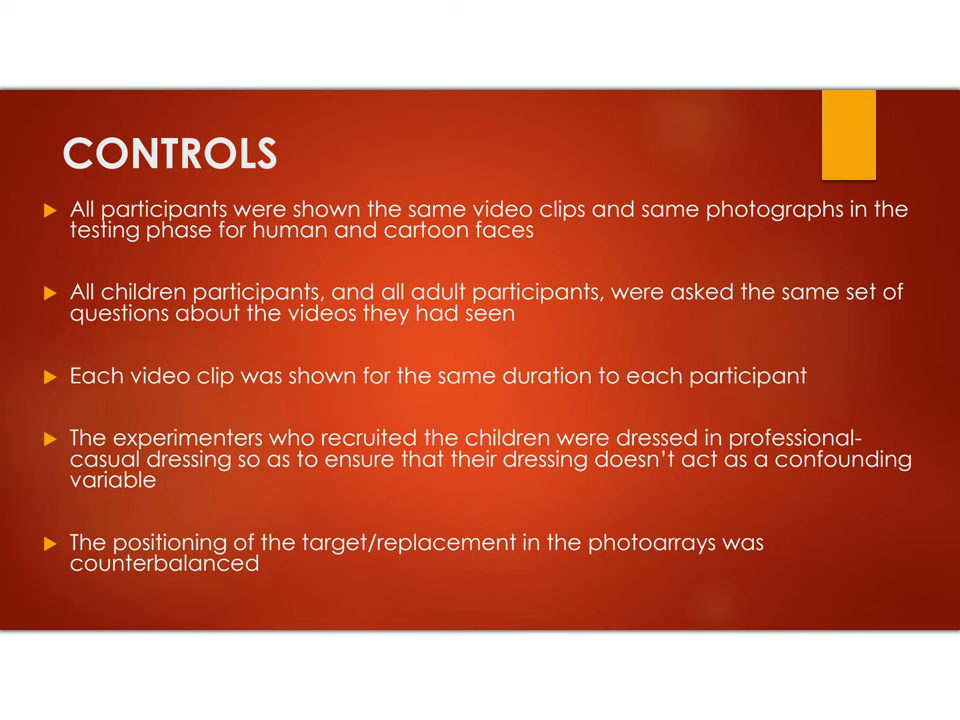 CONTROLS
All participants were shown the same video clips and same photographs in the
testing phase for human and cartoon faces
All children participants, and all adult participants, were asked the same set of
questions about the videos they had seen
Each video clip was shown for the same duration to each participant
The experimenters who recruited the children were dressed in professional-
casual dressing so as to ensure that their dressing doesn’t act as a confounding
variable
The positioning of the target/replacement in the photoarrays was
counterbalanced